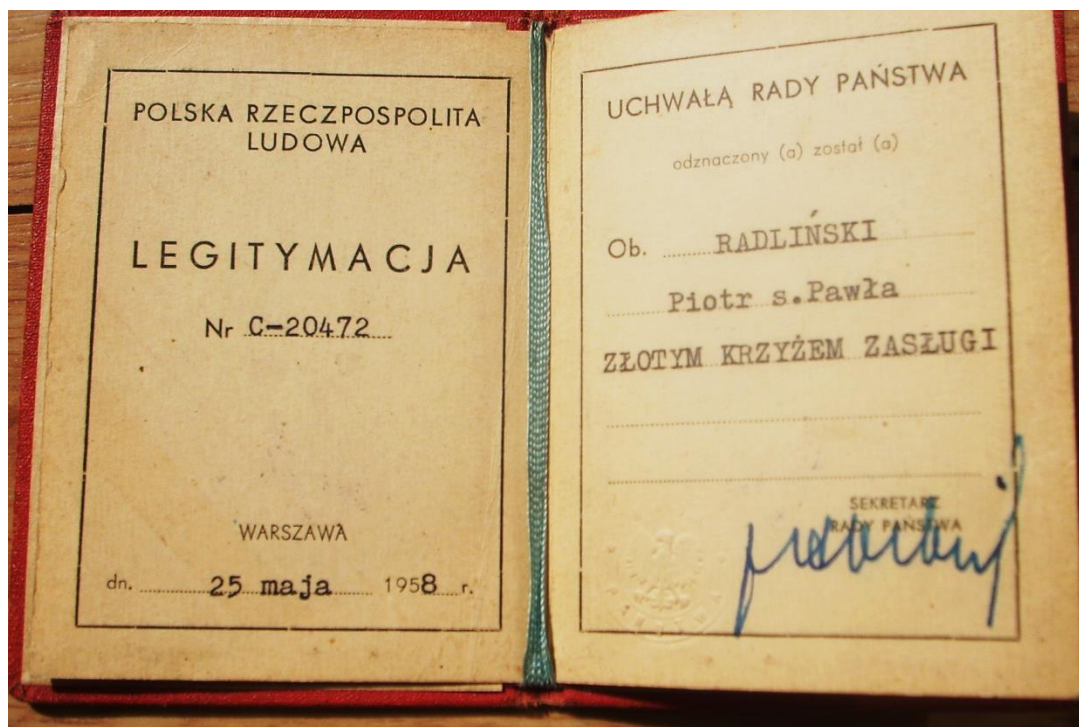 POLSKA RZECZPOSPOLITA
LUDOWA
LEGITYMACJA
Nr C-20472
WARSZAWA
dn. 25 maja 1958 r.
UCHWAŁĄ RADY PAŃSTWA
odznaczony (a) został (a)
Ob. RADLIŃSKI
Piotr s.Pawła
ZŁOTYM KRZYŻEM ZASŁUGI
SEKRETARZ
RADY PAŃSTWA